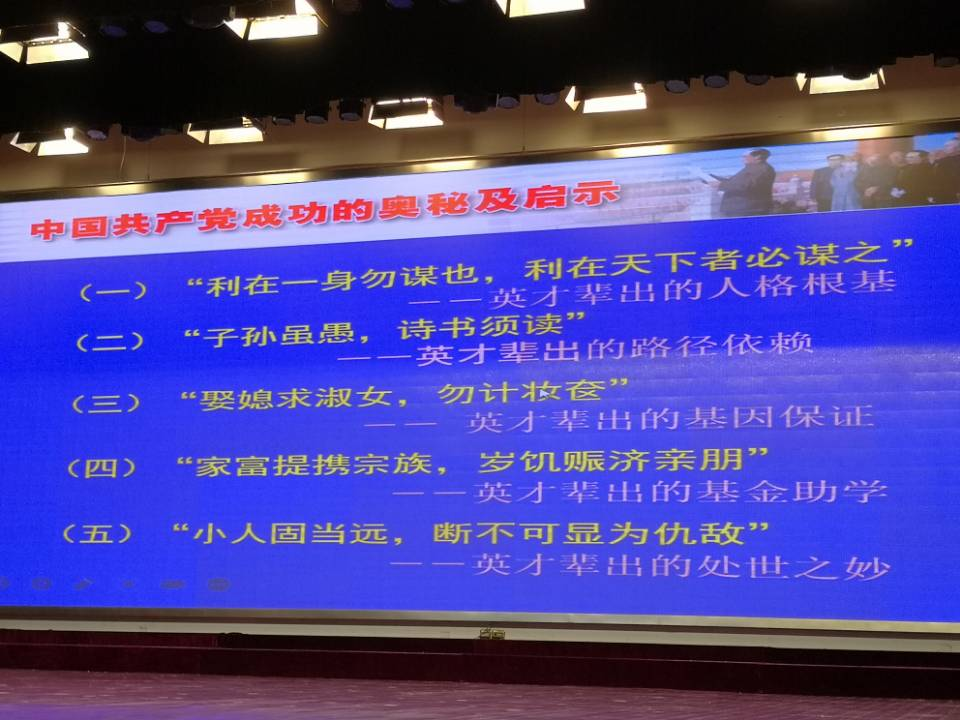 中国共产党成功的奥秘及启示
（一） “利在一身勿谋也，利在天下者必谋之”
——英才辈出的人格根基
（二） “子孙虽愚，诗书须读”
——英才辈出的路径依赖
（三） “娶媳求淑女，勿计妆奁”
—— 英才辈出的基因保证
（四） “家富提携宗族，岁饥赈济亲朋”
——英才辈出的基金助学
（五） “小人固当远，断不可显为仇敌”
——英才辈出的处世之妙